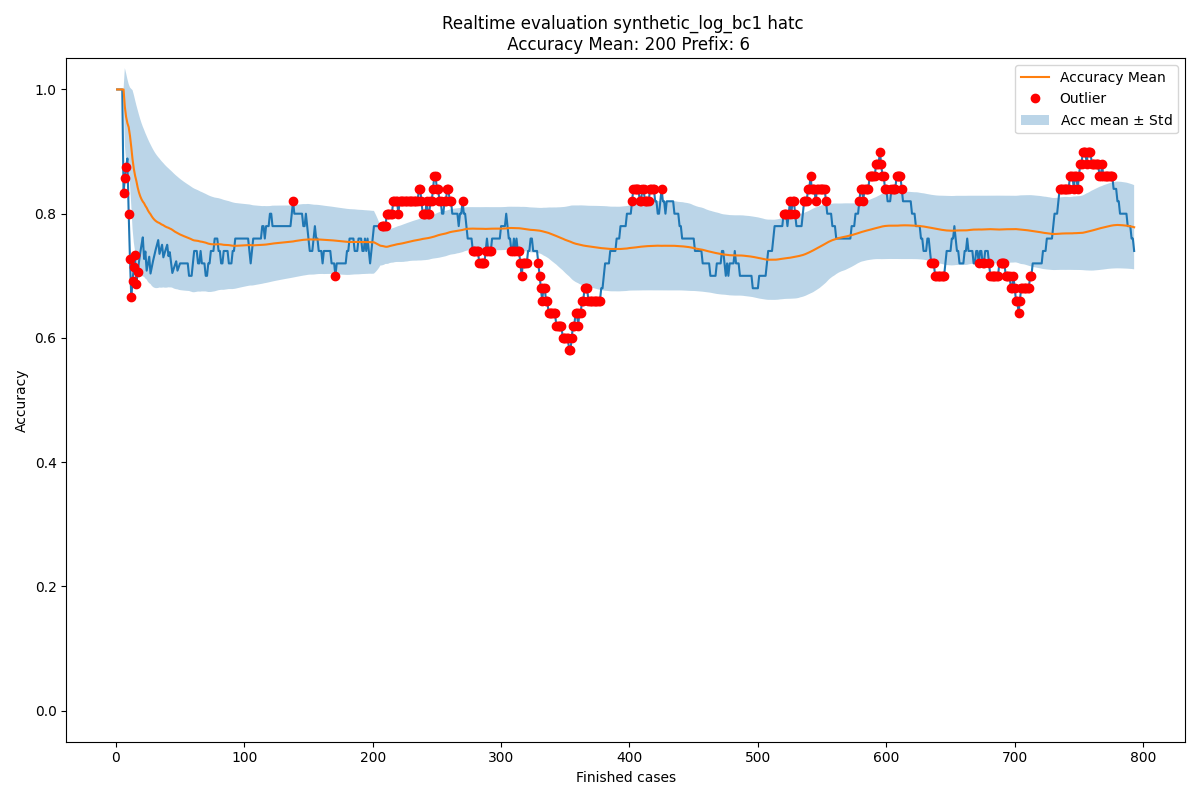 Realtime evaluation synthetic_log_bc1 hatc
Accuracy Mean: 200 Prefix: 6
Accuracy Mean
Outlier
Acc mean ± Std
1.0
0.8
0.6
0.4
0.2
0.0
Accuracy
0 100 200 300 400 500 600 700 800
Finished cases